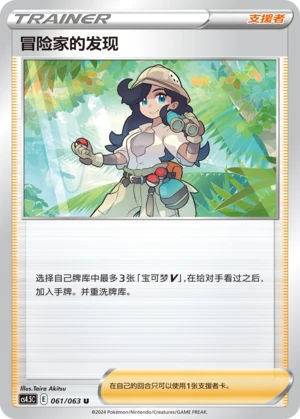 TRAINER
支援者
冒险家的发现
选择自己牌库中最多3张「宝可梦V」,在给对手看过之后,
加入手牌。并重洗牌库。
Illus.Taira Akitsu
CS4.5C E 061/063 U
在自己的回合只可以使用1张支援者卡。
©2024 Pokémon/Nintendo/Creatures/GAME FREAK.